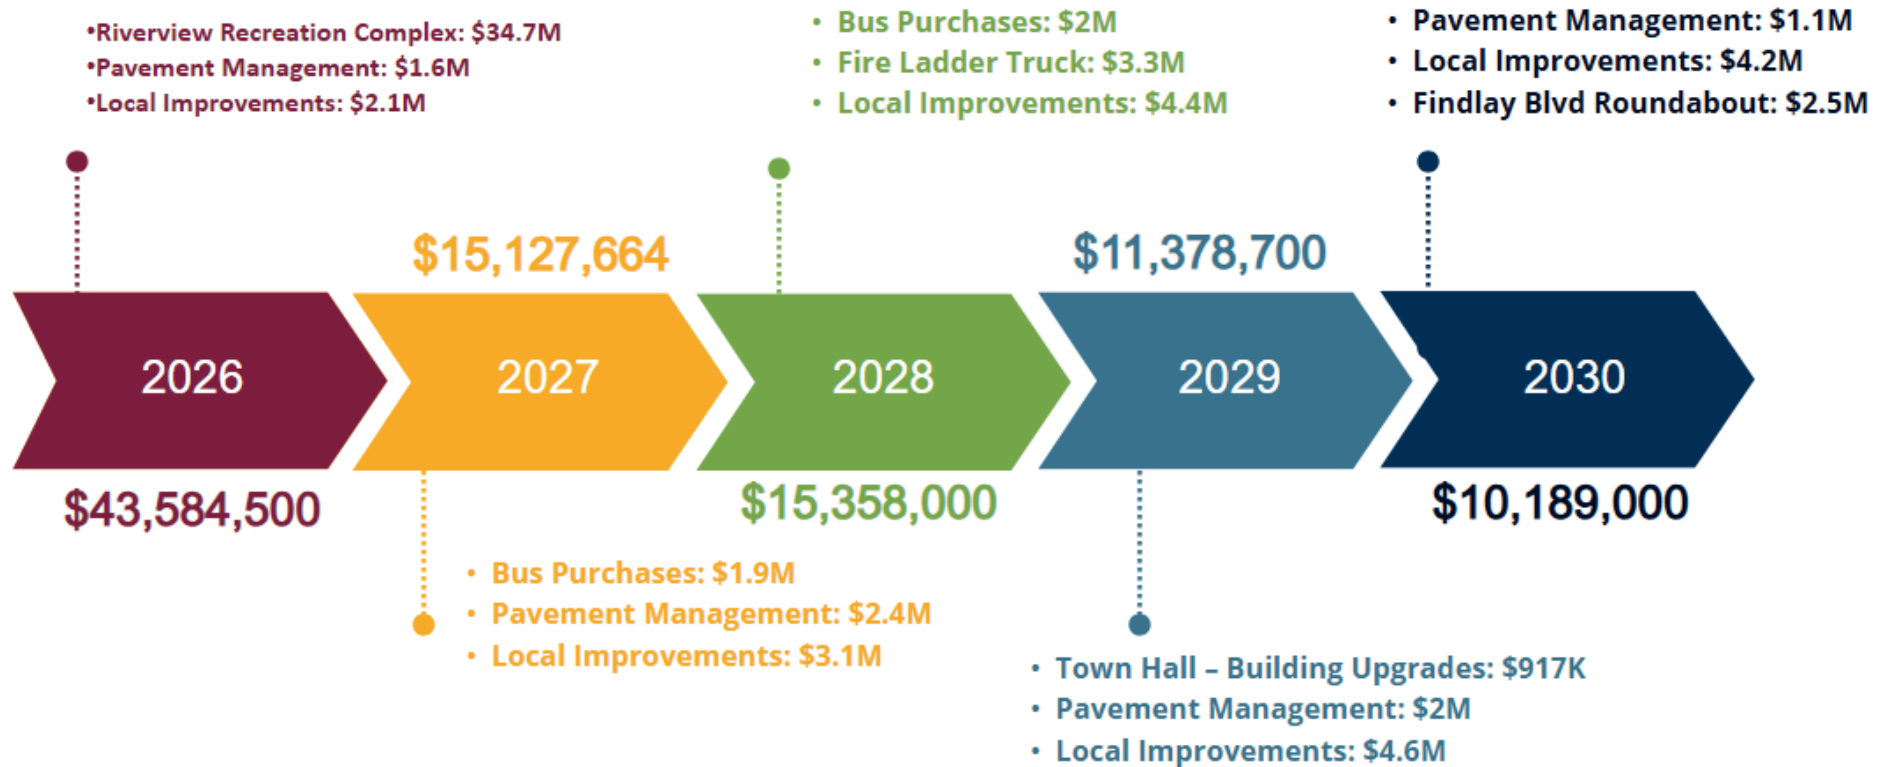 •Riverview Recreation Complex: $34.7M
•Pavement Management: $1.6M
•Local Improvements: $2.1M
• Bus Purchases: $2M
• Fire Ladder Truck: $3.3M
• Local Improvements: $4.4M
• Pavement Management: $1.1M
• Local Improvements: $4.2M
• Findlay Blvd Roundabout: $2.5M
$15,127,664
$11,378,700
2026
2027
2028
2029
2030
$43,584,500
$15,358,000
$10,189,000
• Bus Purchases: $1.9M
• Pavement Management: $2.4M
• Local Improvements: $3.1M
• Town Hall – Building Upgrades: $917K
• Pavement Management: $2M
• Local Improvements: $4.6M